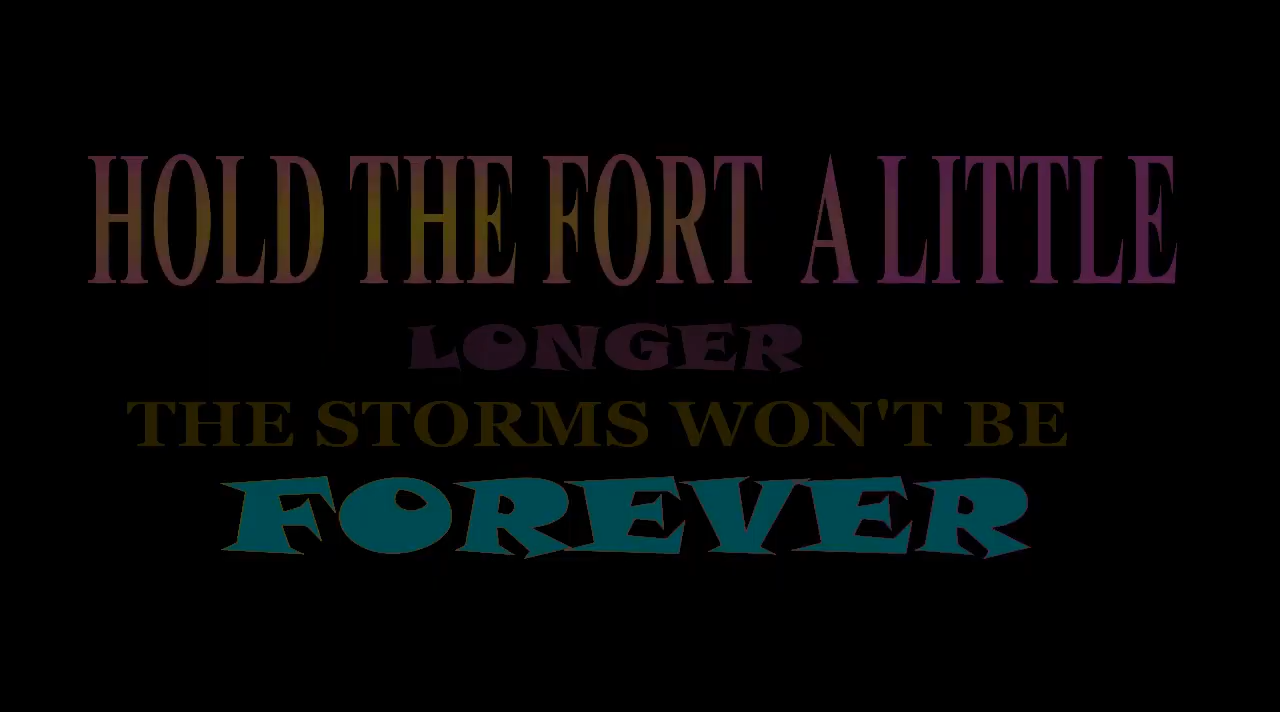 HOLD THE FORT A LITTLE
LONGER
THE STORMS WON'T BE
FOREVER